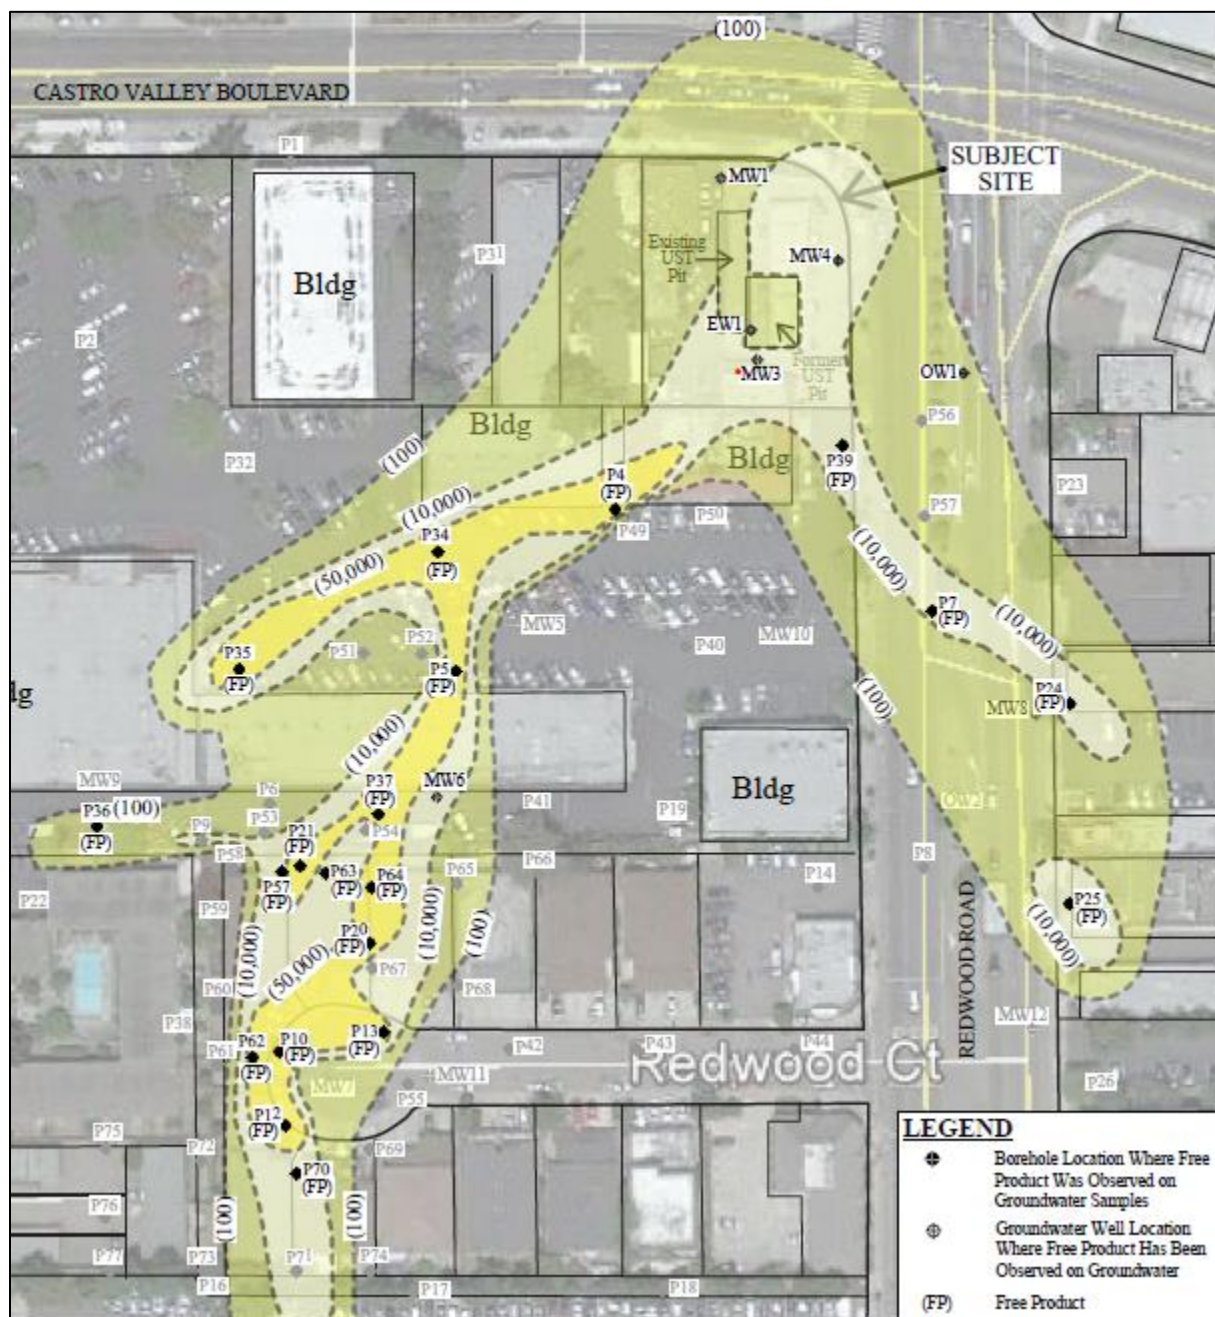 (100)
CASTRO VALLEY BOULEVARD
P1
SUBJECT
SITE
MW1
P31
Existing
UST
Pit
MW4
Bldg
P2
EW1
Former
UST
Pit
MW3
OW1
P56
Bldg
Bldg
(100)
P32
P39
(FP)
P4
(FP)
P23
(10,000)
P57
P50
P49
P34
(FP)
(50,000)
(10,000)
P7
(FP)
(10,000)
MW5
MW10
P52
P51
P40
P35
(FP)
P5
(FP)
P24
(FP)
MW8
(100)
dg
(10,000)
MW9
P37
(FP)
MW6
Bldg
P36
(FP)
(100)
P6
P41
P19
OW2
P53
P54
P9
P21
(FP)
P58
P66
P65
P63
(FP)
P64
(FP)
P57
(FP)
P8
P14
P22
P59
P25
(FP)
(10,000)
(100)
P20
(FP)
(10,000)
(50,000)
(10,000)
P67
P60
P68
REDWOOD ROAD
P38
MW12
P13
(FP)
P62
(FP)
P10
(FP)
P61
P42
P43
P44
Redwood Ct
MW7
MW11
P55
P26
P12
(FP)
P75
P72
P69
P70
(FP)
P76
(100)
(100)
P77
P73
P71
P74
P16
P17
P18
LEGEND
Borehole Location Where Free
Product Was Observed on
Groundwater Samples
Groundwater Well Location
Where Free Product Has Been
Observed on Groundwater
(FP) Free Product